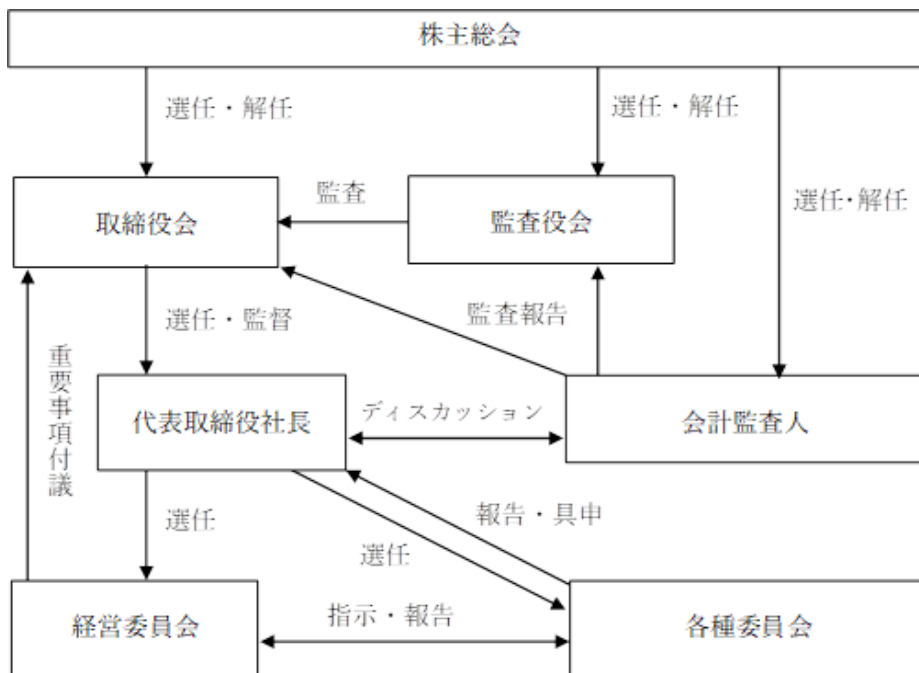 株主総会
選任・解任
選任・解任
選任・解任
取締役会
監査
監査役会
選任・監督
監査報告
重要事項付議
代表取締役社長
ディスカッション
会計監査人
選任
選任
報告・具申
経営委員会
指示・報告
各種委員会